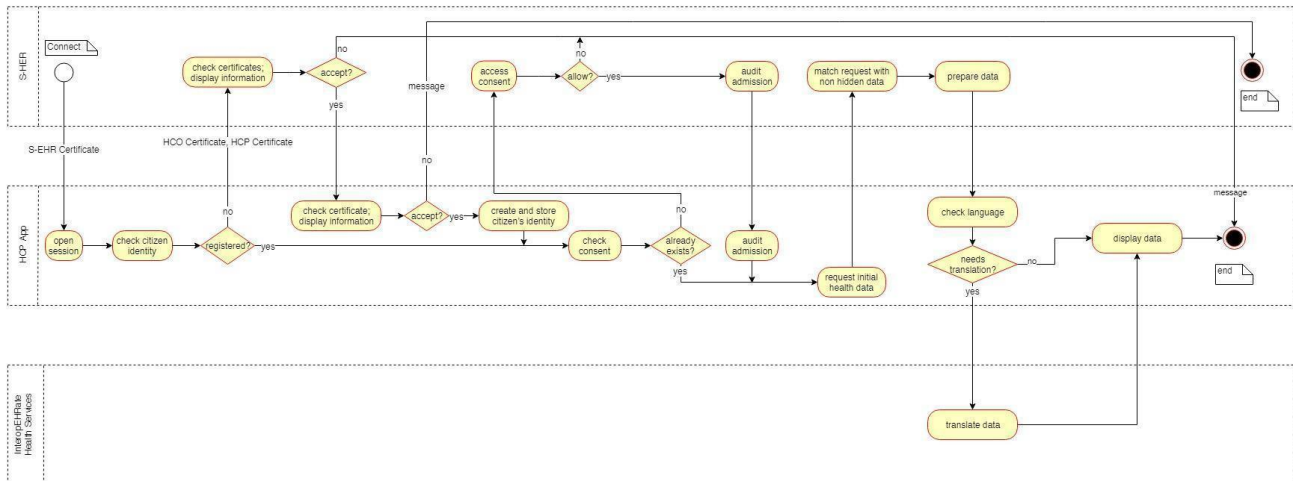 S-HER
Connect
check certificates;
display information
accept?
no
yes
message
access
consent
allow?
no
yes
audit
admission
match request with
non hidden data
prepare data
end
S-EHR Certificate
HCO Certificate, HCP Certificate
no
HCP App
open
session
check citizen
identity
registered?
no
yes
check certificate;
display information
accept?
yes
create and store
citizen's identity
check
consent
already
exists?
no
yes
audit
admission
request initial
health data
check language
needs
translation?
no
yes
display data
message
end
InteropEHRate
Health Services
translate data